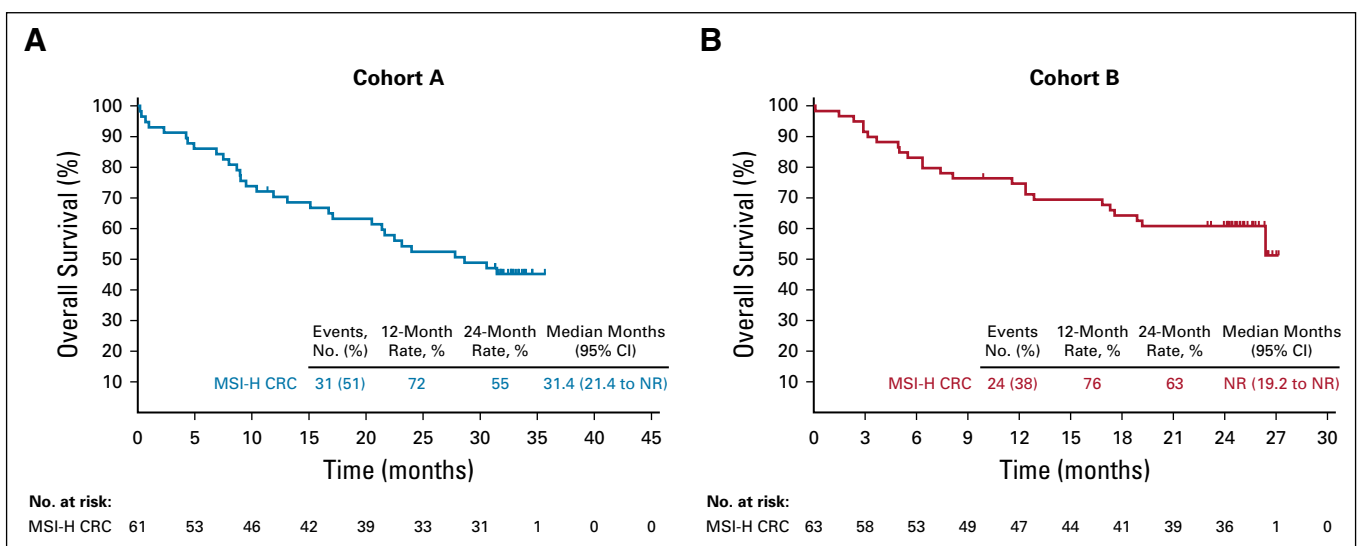 A
Cohort A
Overall Survival (%)
100
90
80
70
60
50
40
30
20
10
Events, No. (%) 12-Month Rate, % 24-Month Rate, % Median Months (95% CI)
MSI-H CRC 31 (51) 72 55 31.4 (21.4 to NR)
0 5 10 15 20 25 30 35 40 45
Time (months)
No. at risk:
MSI-H CRC 61 53 46 42 39 33 31 1 0 0
B
Cohort B
Overall Survival (%)
100
90
80
70
60
50
40
30
20
10
Events No. (%) 12-Month Rate, % 24-Month Rate, % Median Months (95% CI)
MSI-H CRC 24 (38) 76 63 NR (19.2 to NR)
0 3 6 9 12 15 18 21 24 27 30
Time (months)
No. at risk:
MSI-H CRC 63 58 53 49 47 44 41 39 36 1 0